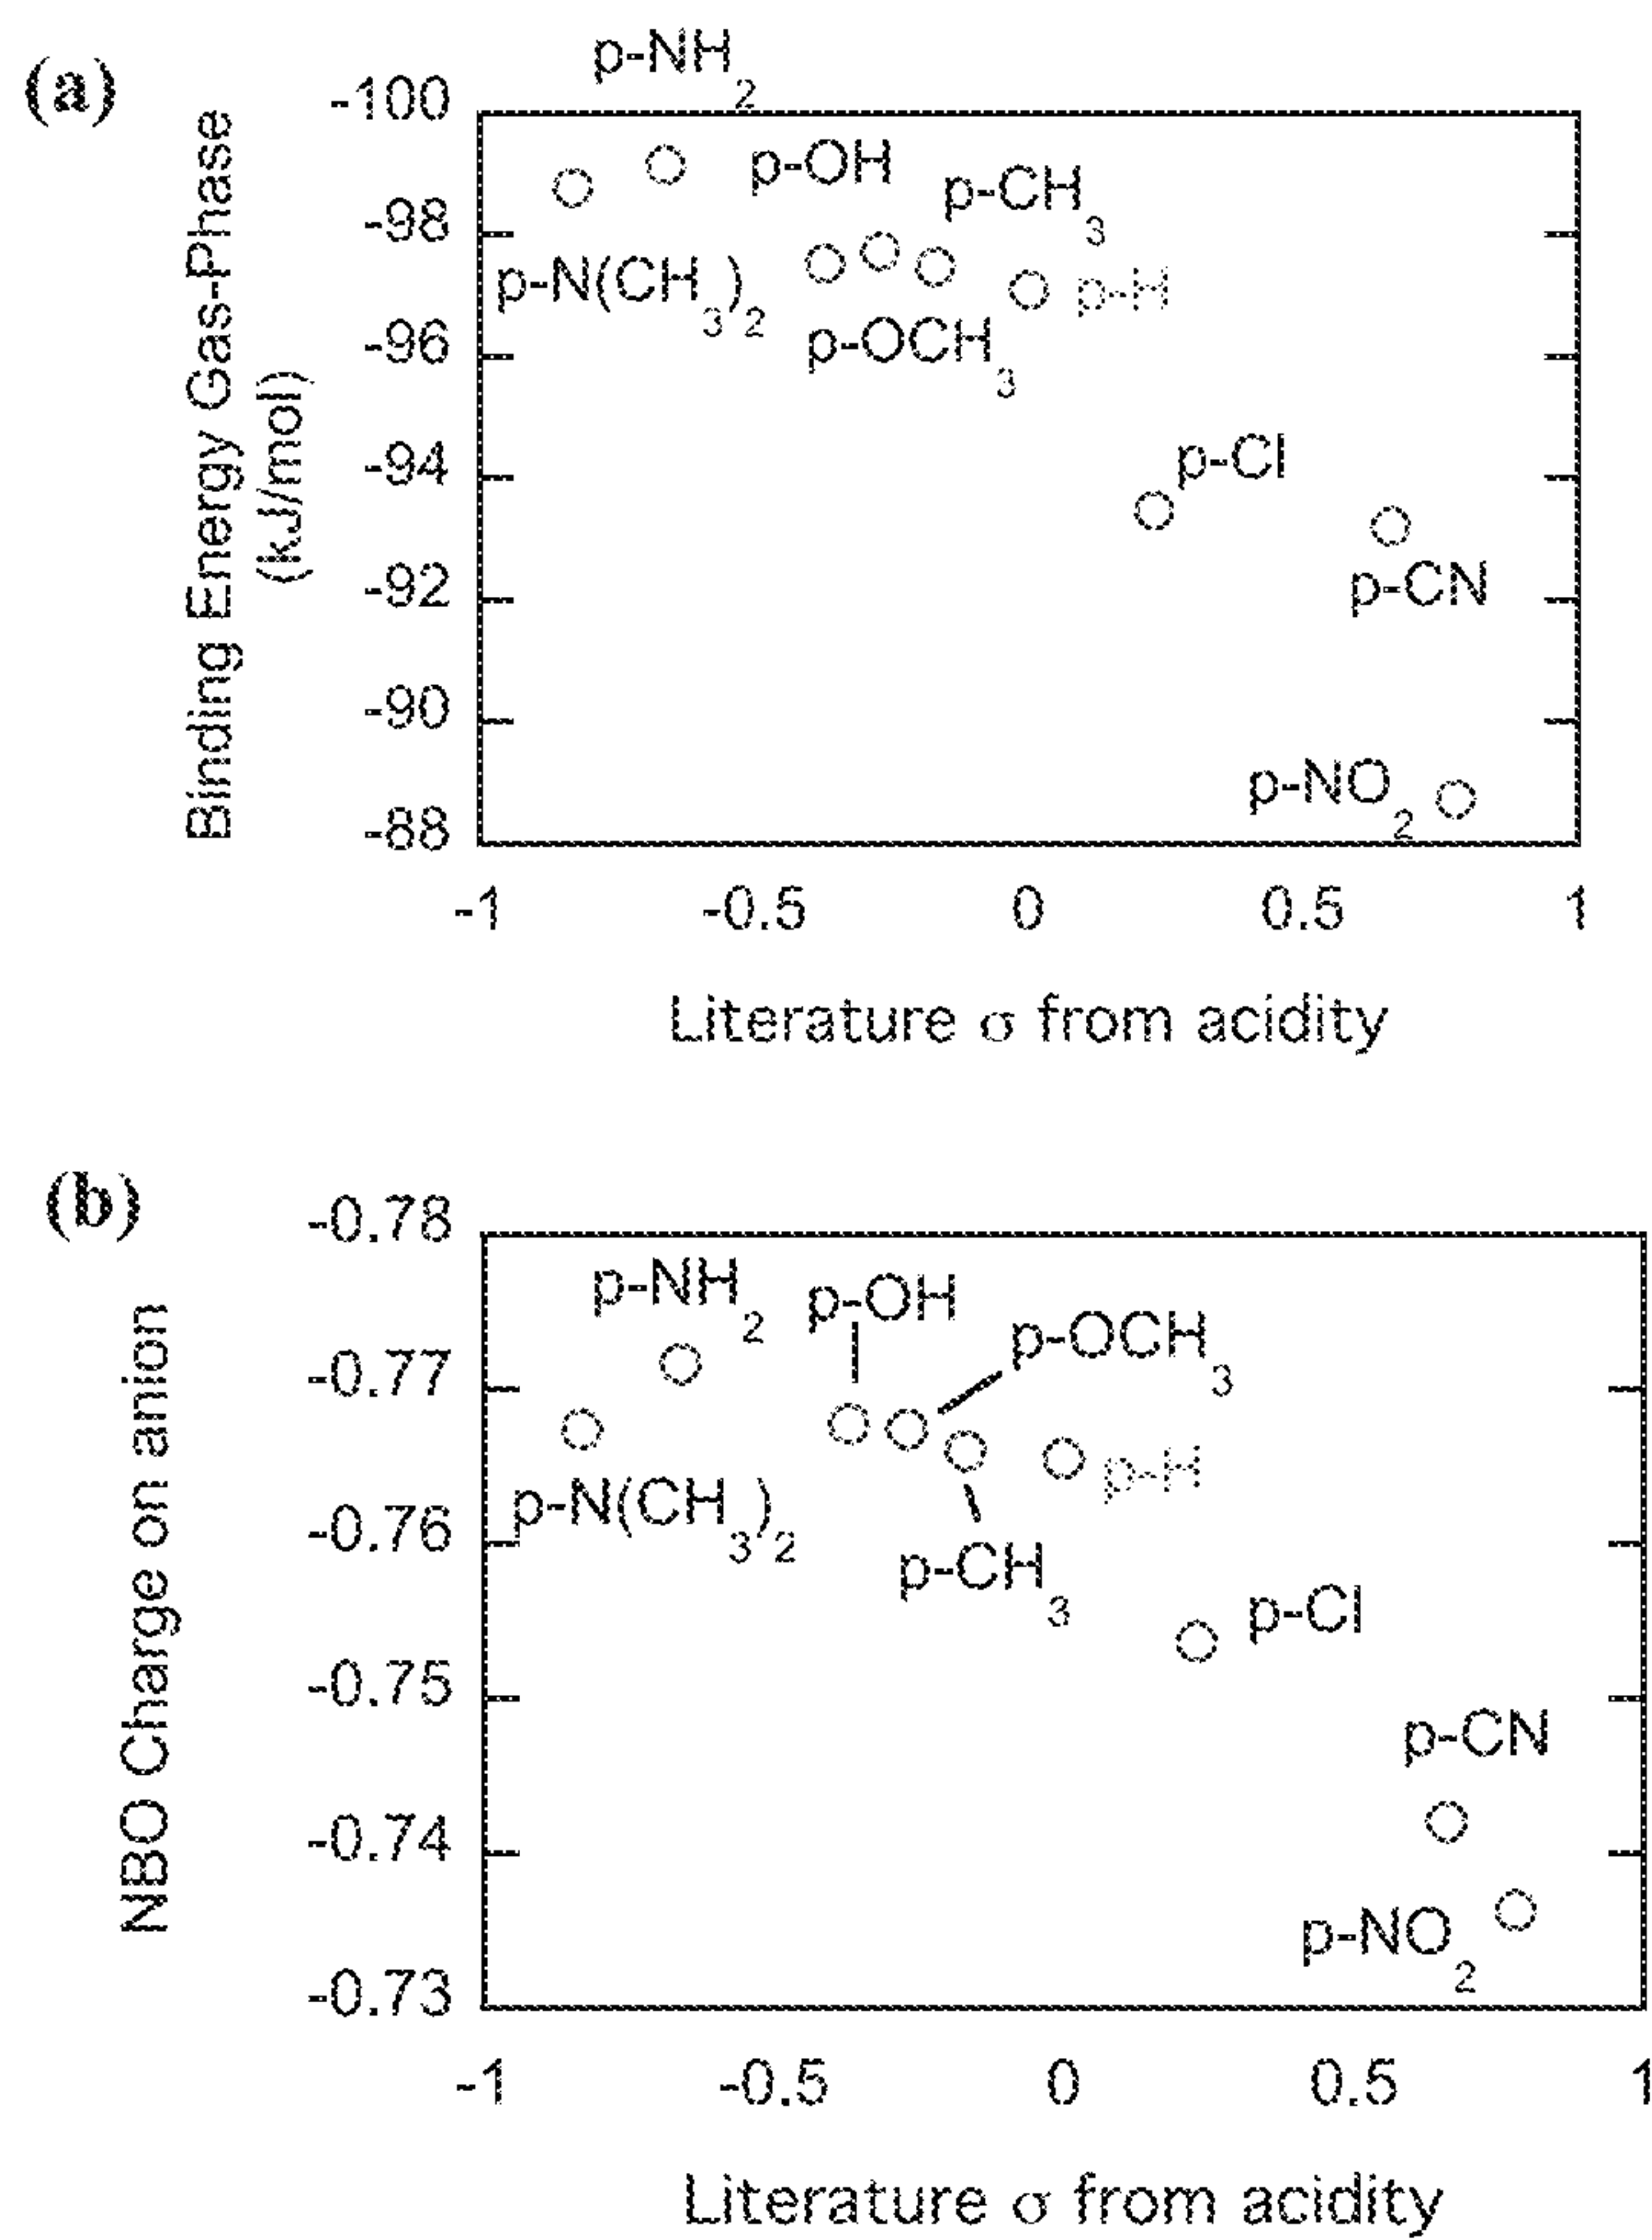 (a)
p-NH2
-100
p-OH
p-CH3
-98
p-N(CH3)2
p-H
-96
p-OCH3
-94
p-Cl
-92
p-CN
-90
p-NO2
-88
Binding Energy Gas-Phase
(kJ/mol)
-1 -0.5 0 0.5 1
Literature σ from acidity
(b)
-0.78
p-NH2 p-OH
p-OCH3
-0.77
p-H
p-N(CH3)2
-0.76
p-CH3
p-Cl
-0.75
p-CN
-0.74
p-NO2
-0.73
NBO Charge on anion
-1 -0.5 0 0.5 1
Literature σ from acidity